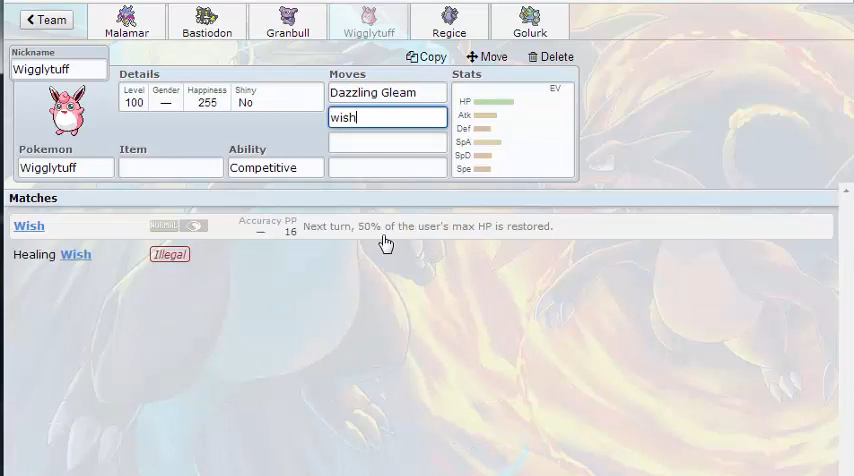 Team
Malamar Bastiodon Granbull Wigglytuff Regice Golurk
Copy Move Delete
Nickname
Wigglytuff
Details
Level Gender Happiness Shiny
100 — 255 No
Pokemon Item Ability
Wigglytuff Competitive
Moves
Dazzling Gleam
wish
Stats
EV
HP
Atk
Def
SpA
SpD
Spe
Matches
Wish NORMAL Accuracy PP
— 16 Next turn, 50% of the user's max HP is restored.
Healing Wish Illegal